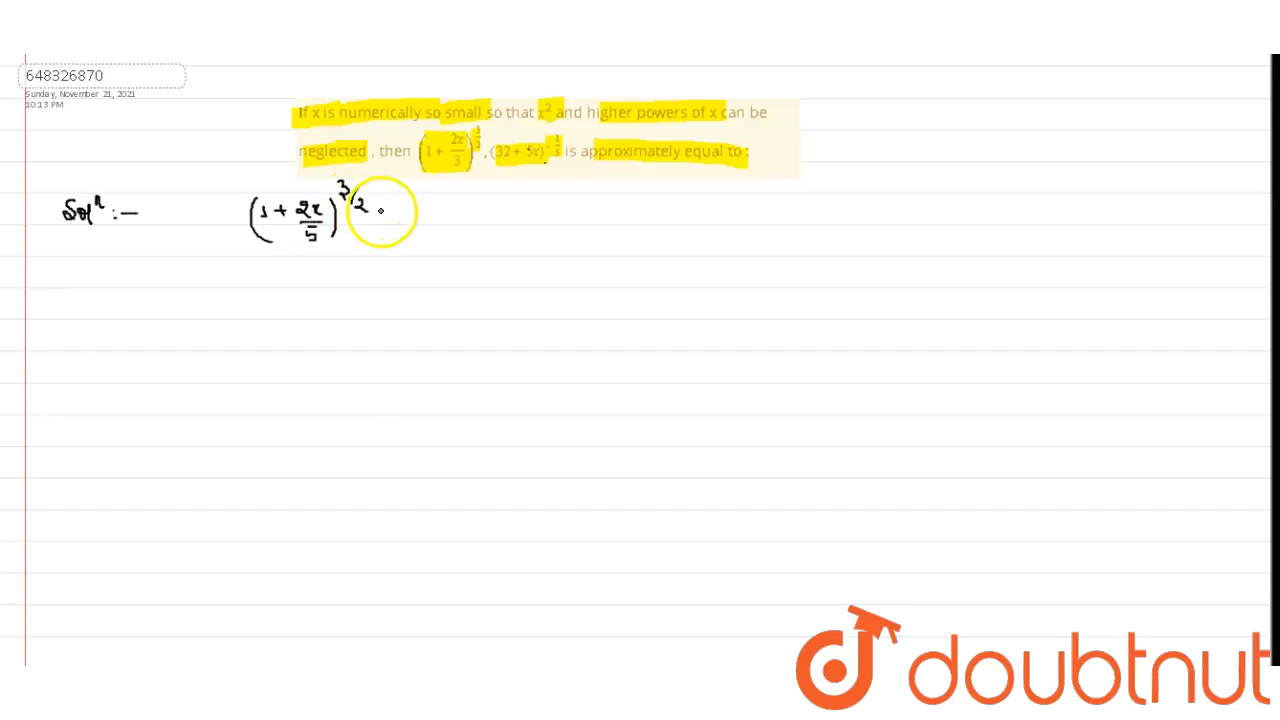 648326870
Sunday, November 21, 2021
10:13 PM
If x is numerically so small so that x² and higher powers of x can be
neglected , then (1 + 2x/3)^(3/2) , (32 + 5x)^(-1/5) is approximately equal to :
Solⁿ :— (1 + 2x/5)^3/2 .
doubtnut